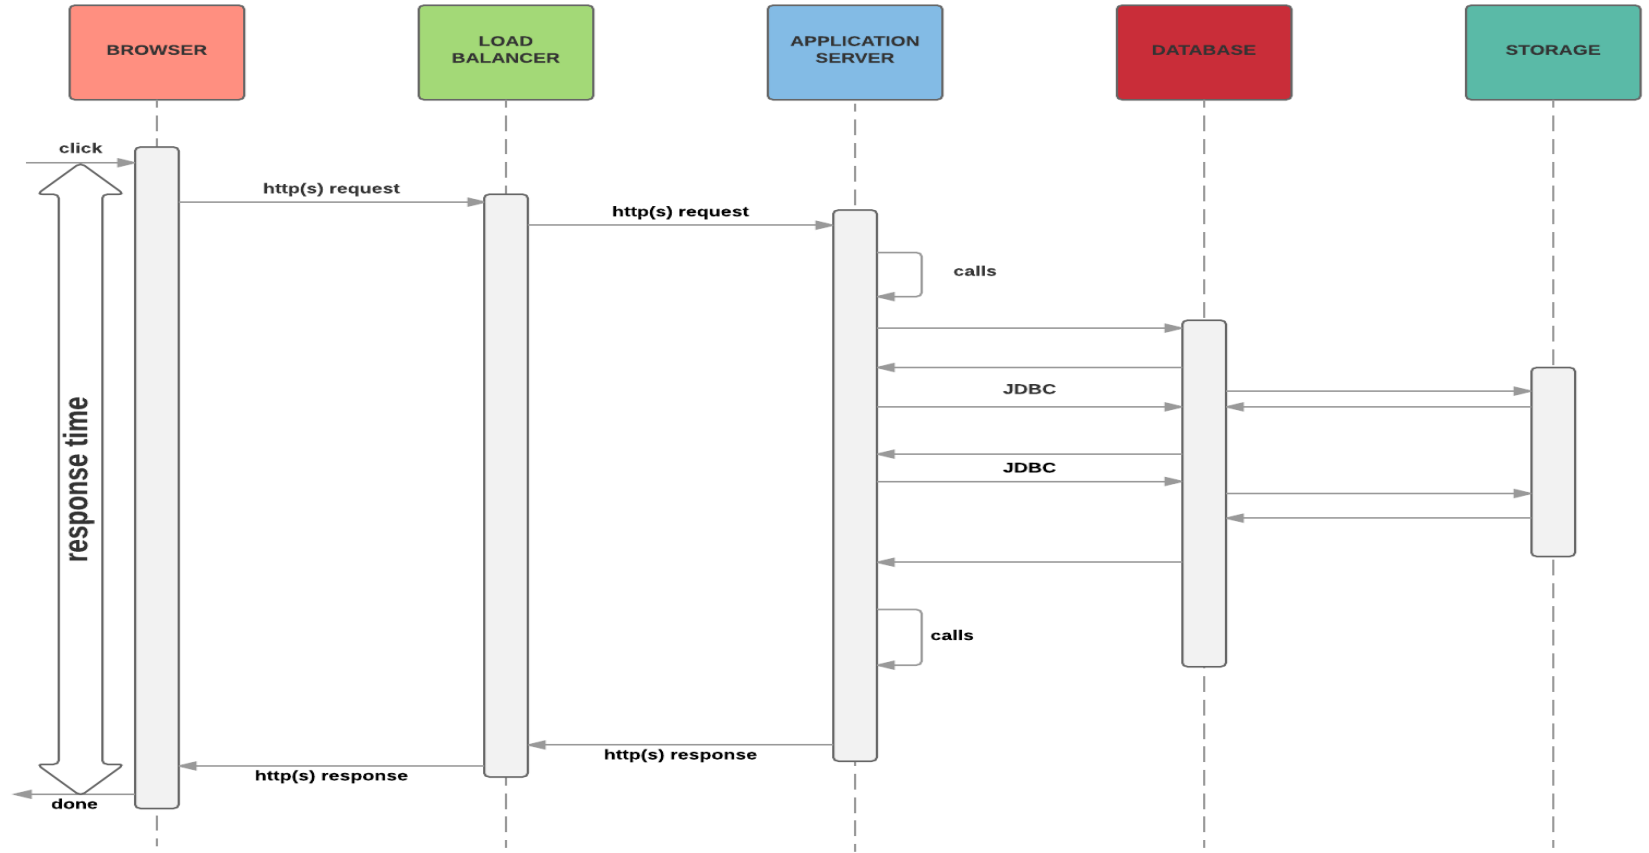 BROWSER
LOAD
BALANCER
APPLICATION
SERVER
DATABASE
STORAGE
click
http(s) request
http(s) request
calls
JDBC
response time
JDBC
calls
http(s) response
http(s) response
done